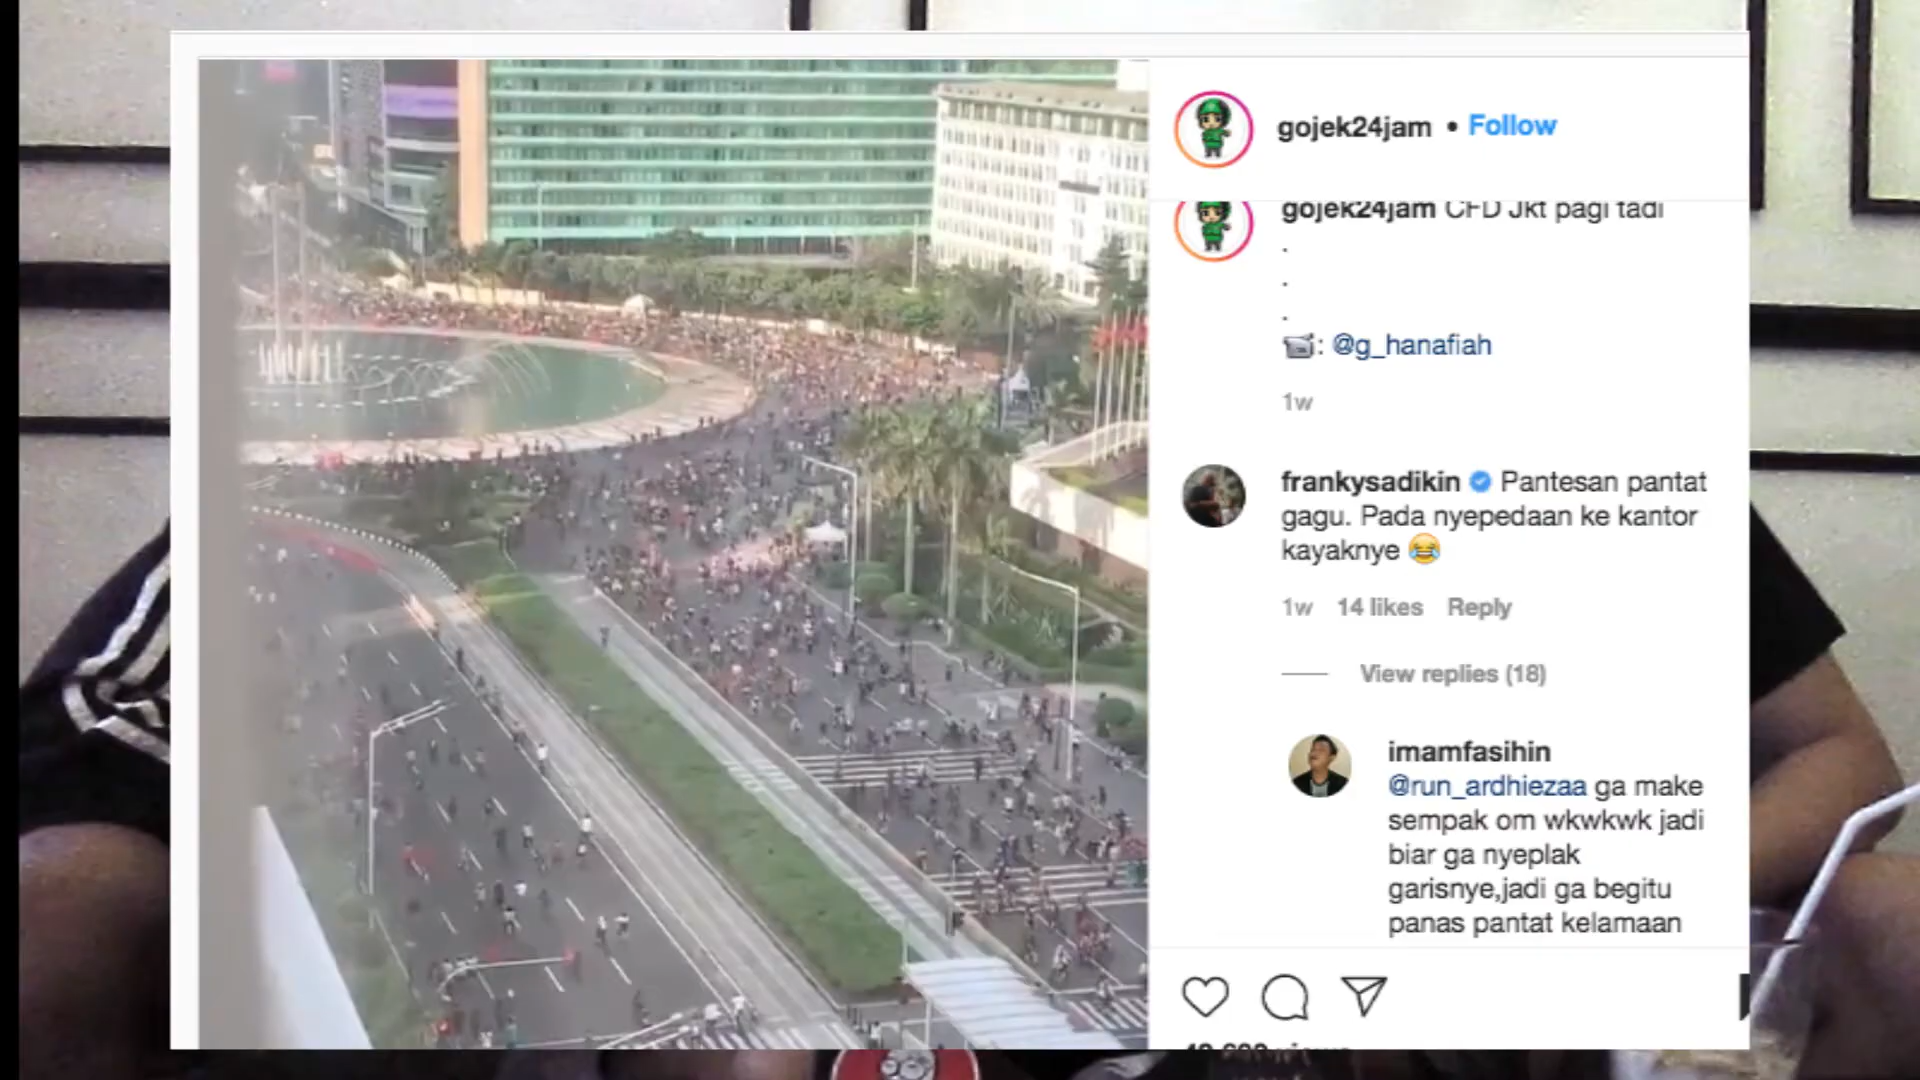 gojek24jam • Follow
gojek24jam CFD Jkt pagi tadi
.
.
.
: @g_hanafiah
1w
frankysadikin Pantesan pantat
gagu. Pada nyepedaan ke kantor
kayaknye 😂
1w 14 likes Reply
View replies (18)
imamfasihin
@run_ardhiezaa ga make
sempak om wkwkwk jadi
biar ga nyeplak
garisnye,jadi ga begitu
panas pantat kelamaan